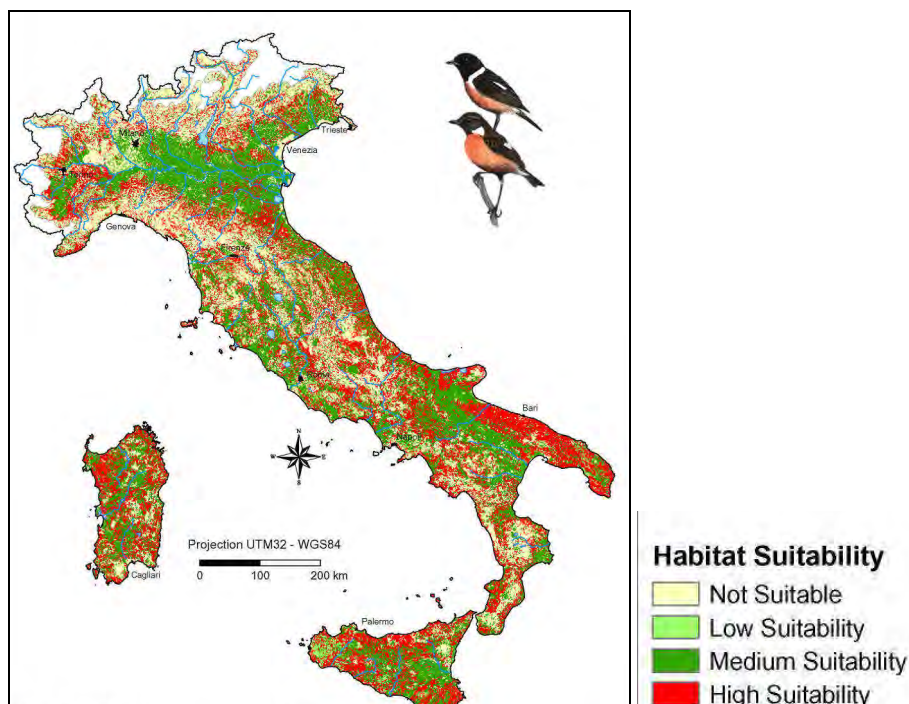 Milano
Trieste
Venezia
Torino
Genova
Firenze
Roma
Bari
Napoli
N
W
E
S
Projection UTM32 - WGS84
0 100 200 km
Cagliari
Palermo
Habitat Suitability
Not Suitable
Low Suitability
Medium Suitability
High Suitability